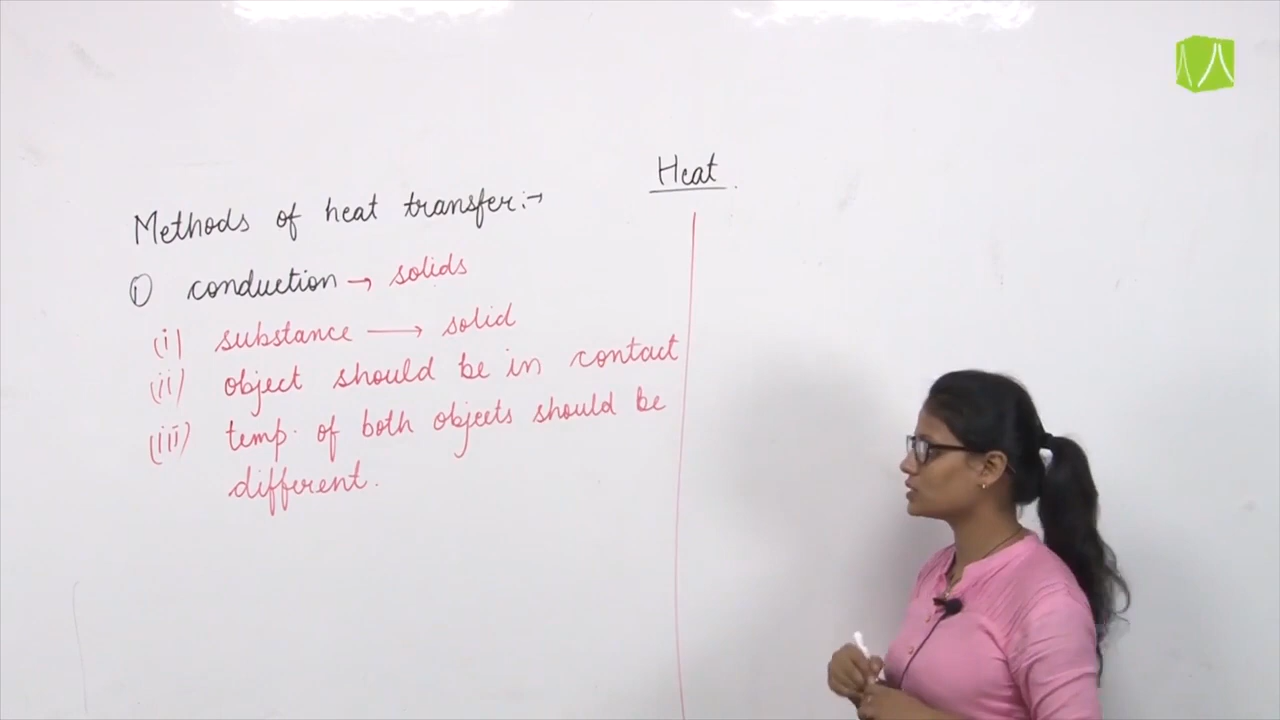 Heat.
Methods of heat transfer:→
① conduction → solids
(i) substance → solid
(ii) object should be in contact
(iii) temp. of both objects should be
different.